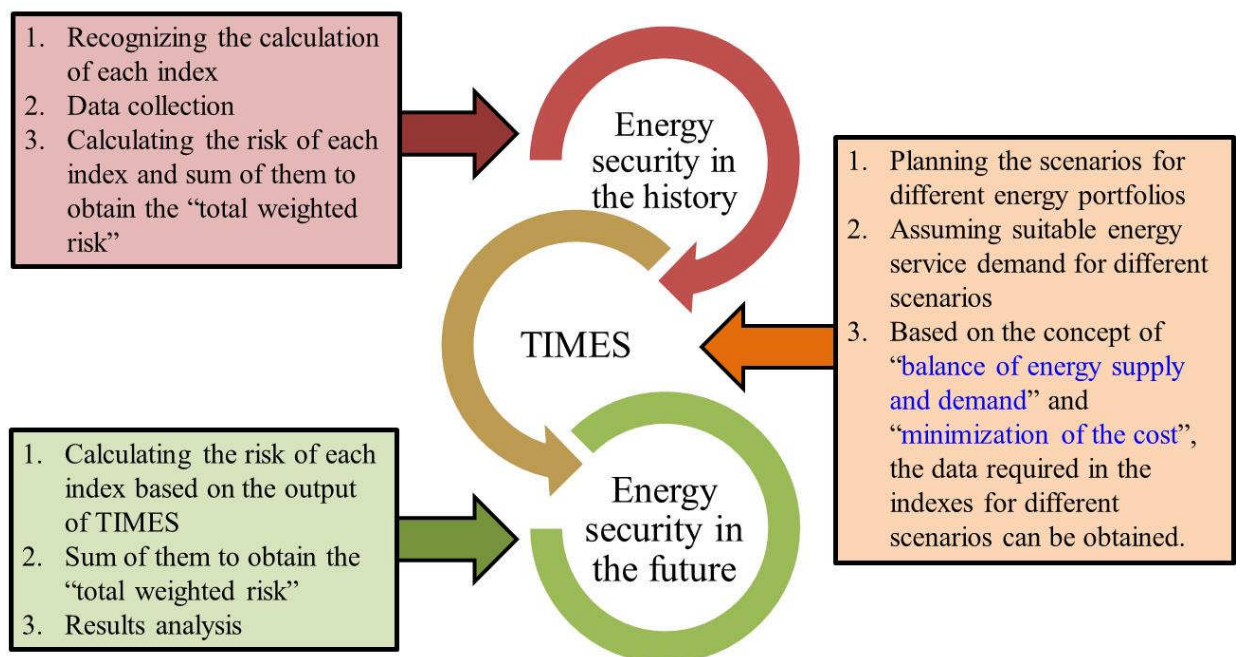 1. Recognizing the calculation
of each index
2. Data collection
3. Calculating the risk of each
index and sum of them to
obtain the “total weighted
risk”
Energy
security in
the history
1. Planning the scenarios for
different energy portfolios
2. Assuming suitable energy
service demand for different
scenarios
3. Based on the concept of
“balance of energy supply
and demand” and
“minimization of the cost”,
the data required in the
indexes for different
scenarios can be obtained.
TIMES
1. Calculating the risk of each
index based on the output
of TIMES
2. Sum of them to obtain the
“total weighted risk”
3. Results analysis
Energy
security in
the future